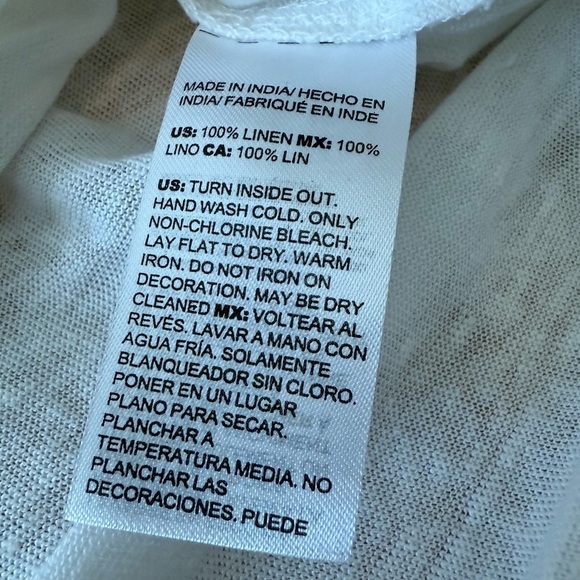 MADE IN INDIA/ HECHO EN
INDIA/ FABRIQUÉ EN INDE
US: 100% LINEN MX: 100%
LINO CA: 100% LIN
US: TURN INSIDE OUT.
HAND WASH COLD. ONLY
NON-CHLORINE BLEACH.
LAY FLAT TO DRY. WARM
IRON. DO NOT IRON ON
DECORATION. MAY BE DRY
CLEANED MX: VOLTEAR AL
REVÉS. LAVAR A MANO CON
AGUA FRÍA. SOLAMENTE
BLANQUEADOR SIN CLORO.
PONER EN UN LUGAR
PLANO PARA SECAR.
PLANCHAR A
TEMPERATURA MEDIA. NO
PLANCHAR LAS
DECORACIONES. PUEDE